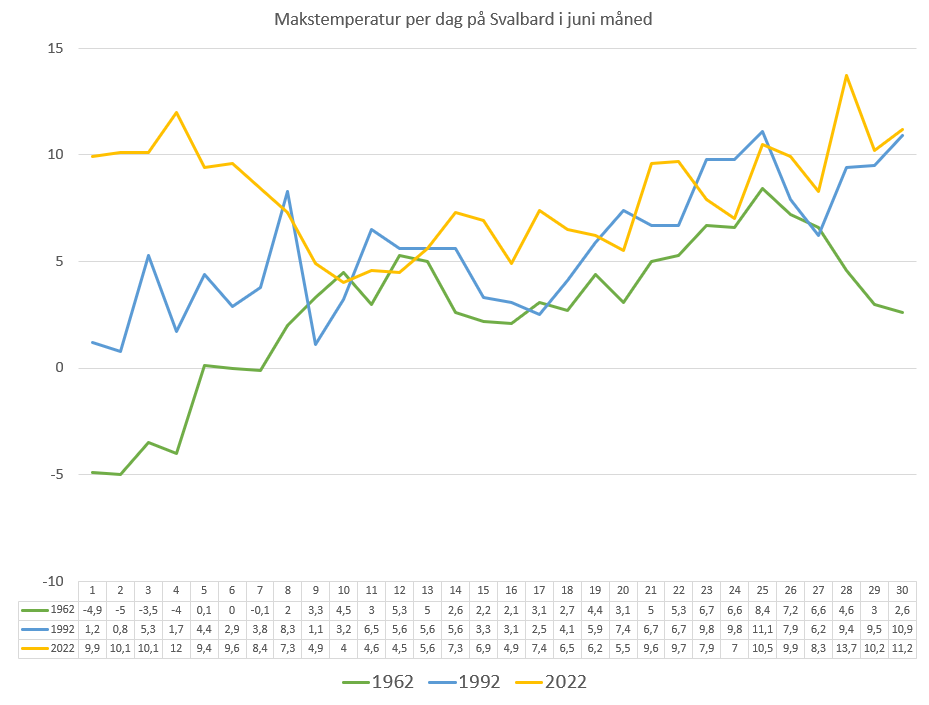 Makstemperatur per dag på Svalbard i juni måned
15
10
5
0
-5
-10
1 2 3 4 5 6 7 8 9 10 11 12 13 14 15 16 17 18 19 20 21 22 23 24 25 26 27 28 29 30
1962 -4,9 -5 -3,5 -4 0,1 0 -0,1 2 3,3 4,5 3 5,3 5 2,6 2,2 2,1 3,1 2,7 4,4 3,1 5 5,3 6,7 6,6 8,4 7,2 6,6 4,6 3 2,6
1992 1,2 0,8 5,3 1,7 4,4 2,9 3,8 8,3 1,1 3,2 6,5 5,6 5,6 5,6 3,3 3,1 2,5 4,1 5,9 7,4 6,7 6,7 9,8 9,8 11,1 7,9 6,2 9,4 9,5 10,9
2022 9,9 10,1 10,1 12 9,4 9,6 8,4 7,3 4,9 4 4,6 4,5 5,6 7,3 6,9 4,9 7,4 6,5 6,2 5,5 9,6 9,7 7,9 7 10,5 9,9 8,3 13,7 10,2 11,2
1962 1992 2022